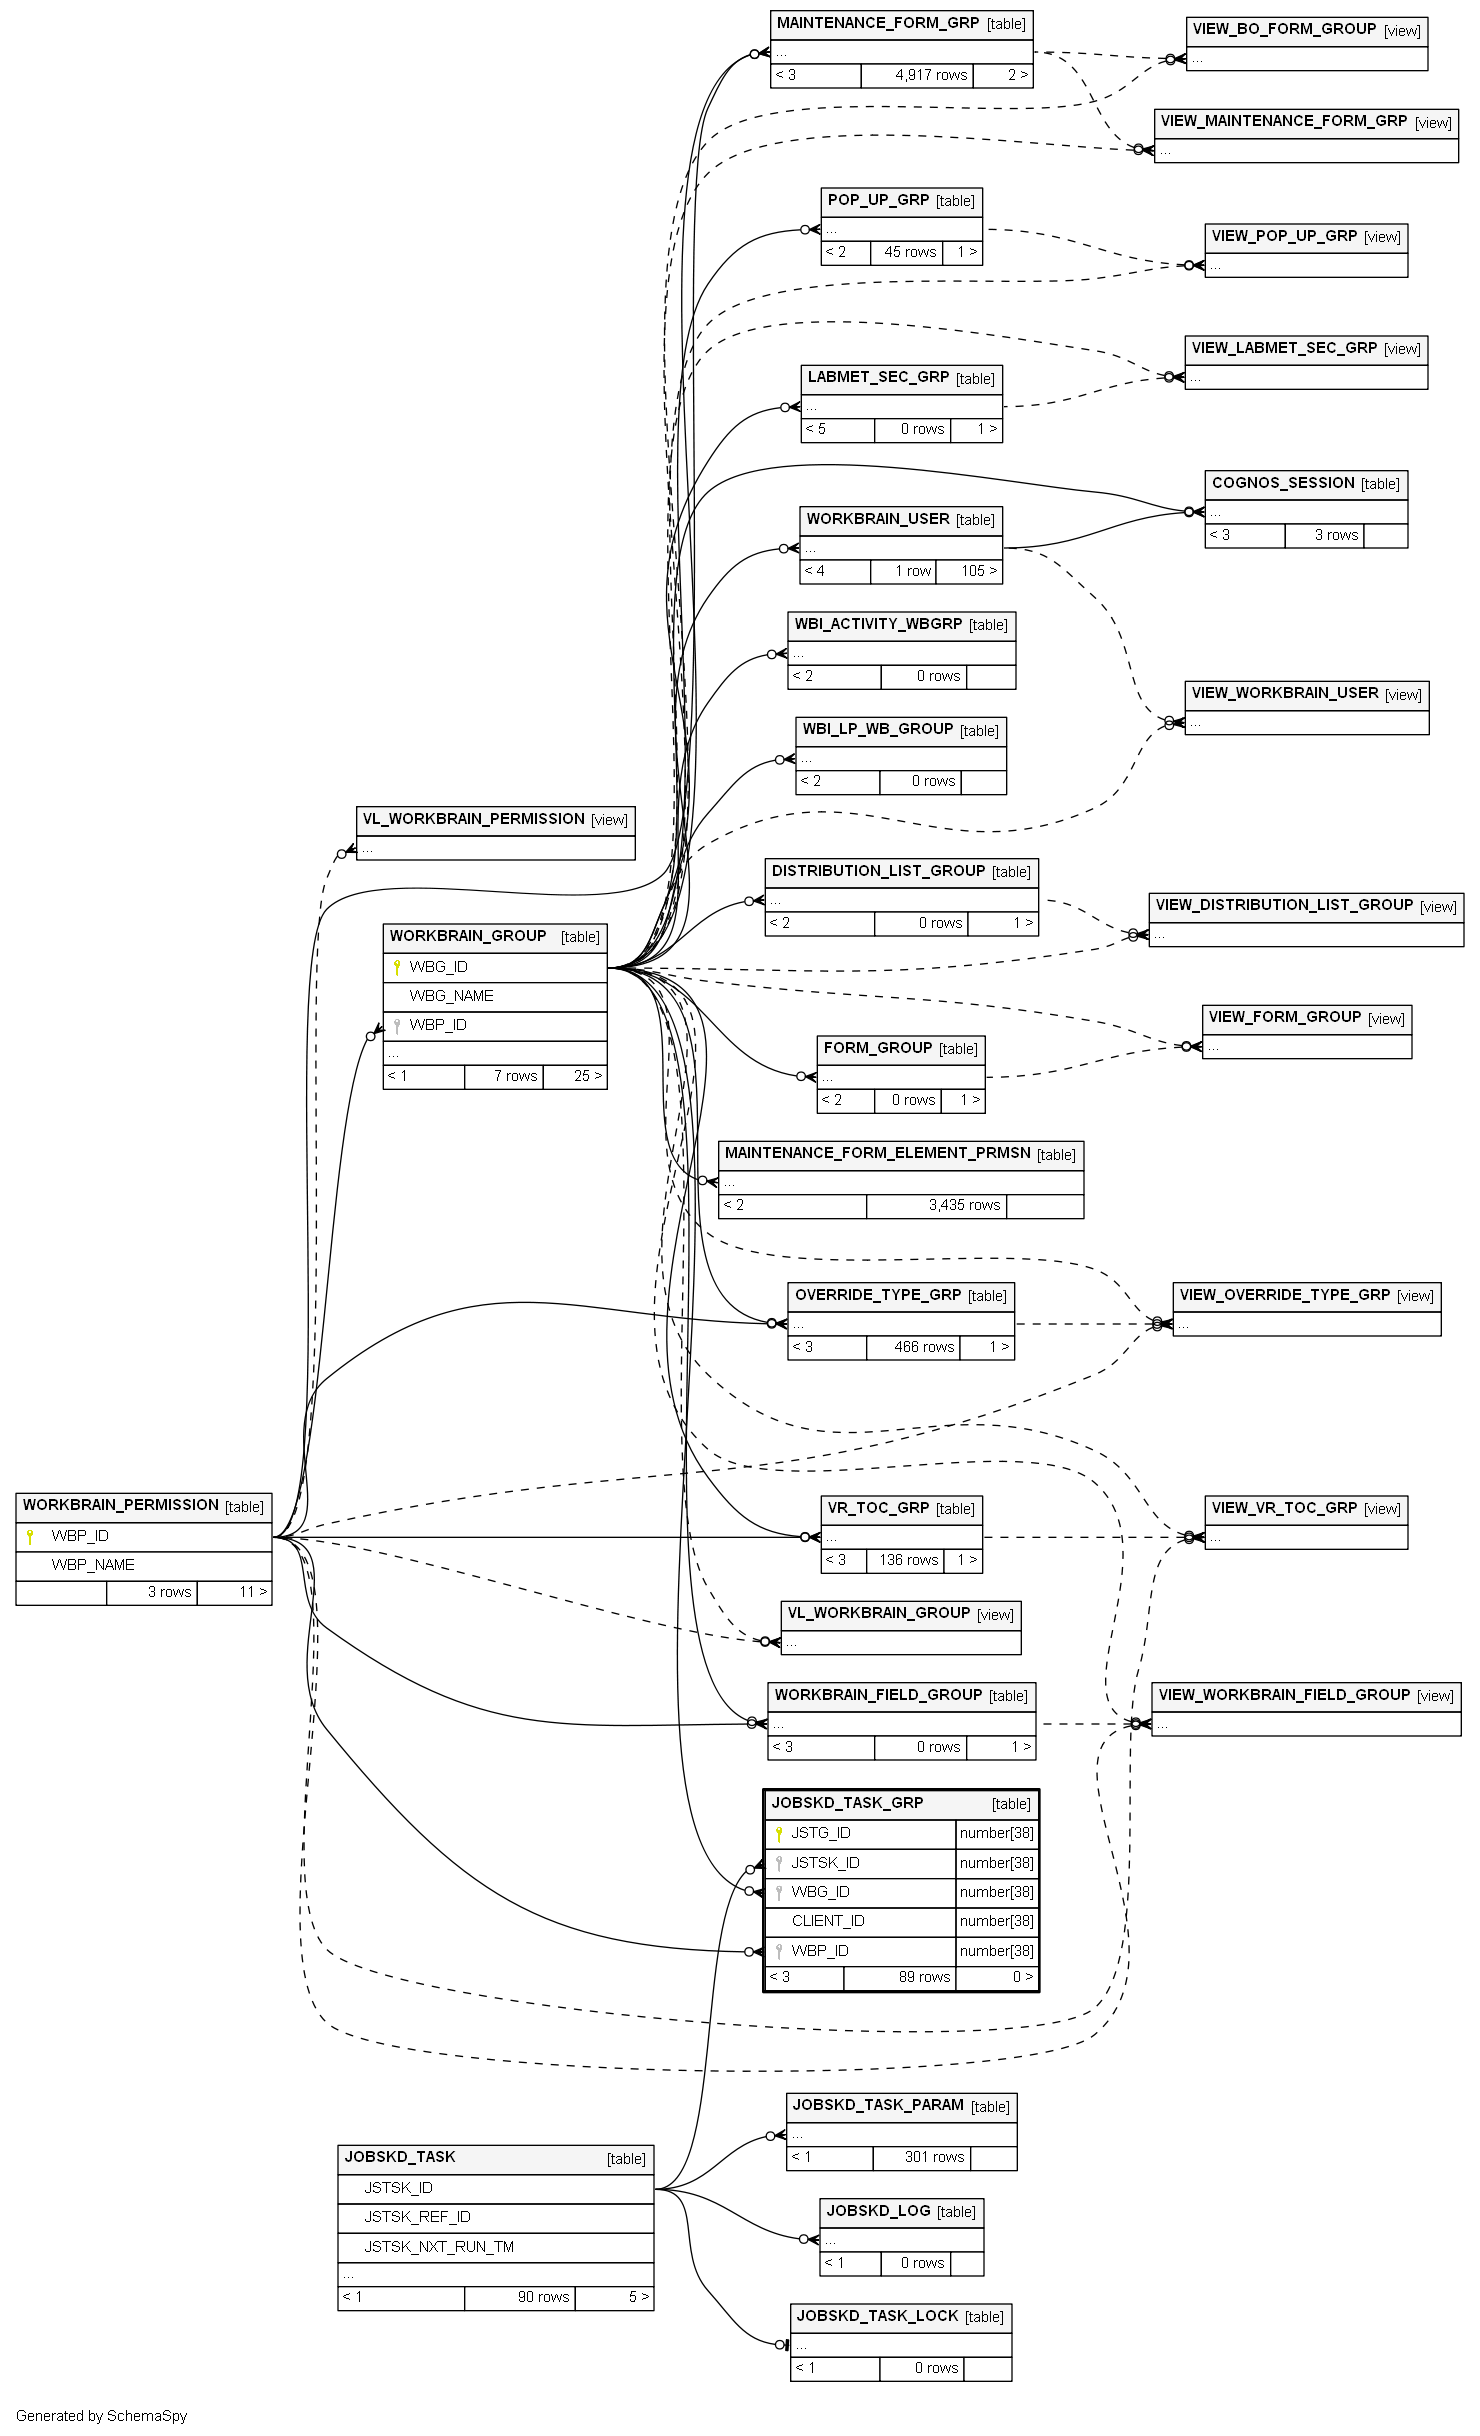 MAINTENANCE_FORM_GRP [table]
...
< 3 4,917 rows 2 >
VIEW_BO_FORM_GROUP [view]
...
VIEW_MAINTENANCE_FORM_GRP [view]
...
POP_UP_GRP [table]
...
< 2 45 rows 1 >
VIEW_POP_UP_GRP [view]
...
VIEW_LABMET_SEC_GRP [view]
...
LABMET_SEC_GRP [table]
...
< 5 0 rows 1 >
COGNOS_SESSION [table]
...
< 3 3 rows
WORKBRAIN_USER [table]
...
< 4 1 row 105 >
WBI_ACTIVITY_WBGRP [table]
...
< 2 0 rows
VIEW_WORKBRAIN_USER [view]
...
WBI_LP_WB_GROUP [table]
...
< 2 0 rows
VL_WORKBRAIN_PERMISSION [view]
...
DISTRIBUTION_LIST_GROUP [table]
...
< 2 0 rows 1 >
VIEW_DISTRIBUTION_LIST_GROUP [view]
...
WORKBRAIN_GROUP [table]
WBG_ID
WBG_NAME
WBP_ID
...
< 1 7 rows 25 >
VIEW_FORM_GROUP [view]
...
FORM_GROUP [table]
...
< 2 0 rows 1 >
MAINTENANCE_FORM_ELEMENT_PRMSN [table]
...
< 2 3,435 rows
OVERRIDE_TYPE_GRP [table]
...
< 3 466 rows 1 >
VIEW_OVERRIDE_TYPE_GRP [view]
...
WORKBRAIN_PERMISSION [table]
WBP_ID
WBP_NAME
3 rows 11 >
VR_TOC_GRP [table]
...
< 3 136 rows 1 >
VIEW_VR_TOC_GRP [view]
...
VL_WORKBRAIN_GROUP [view]
...
WORKBRAIN_FIELD_GROUP [table]
...
< 3 0 rows 1 >
VIEW_WORKBRAIN_FIELD_GROUP [view]
...
JOBSKD_TASK_GRP [table]
JSTG_ID number[38]
JSTSK_ID number[38]
WBG_ID number[38]
CLIENT_ID number[38]
WBP_ID number[38]
< 3 89 rows 0 >
JOBSKD_TASK_PARAM [table]
...
< 1 301 rows
JOBSKD_TASK [table]
JSTSK_ID
JSTSK_REF_ID
JSTSK_NXT_RUN_TM
...
< 1 90 rows 5 >
JOBSKD_LOG [table]
...
< 1 0 rows
JOBSKD_TASK_LOCK [table]
...
< 1 0 rows
Generated by SchemaSpy